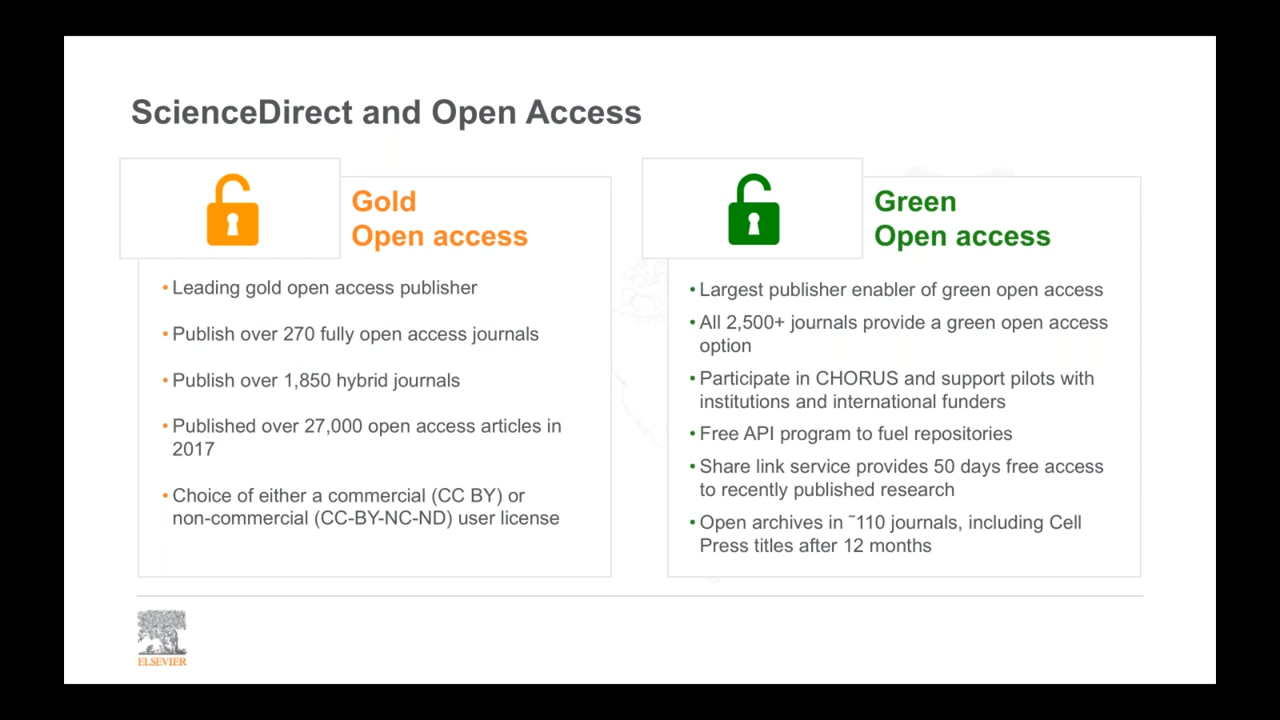 ScienceDirect and Open Access
Gold
Open access
• Leading gold open access publisher
• Publish over 270 fully open access journals
• Publish over 1,850 hybrid journals
• Published over 27,000 open access articles in
2017
• Choice of either a commercial (CC BY) or
non-commercial (CC-BY-NC-ND) user license
Green
Open access
• Largest publisher enabler of green open access
• All 2,500+ journals provide a green open access
option
• Participate in CHORUS and support pilots with
institutions and international funders
• Free API program to fuel repositories
• Share link service provides 50 days free access
to recently published research
• Open archives in ˜110 journals, including Cell
Press titles after 12 months
ELSEVIER